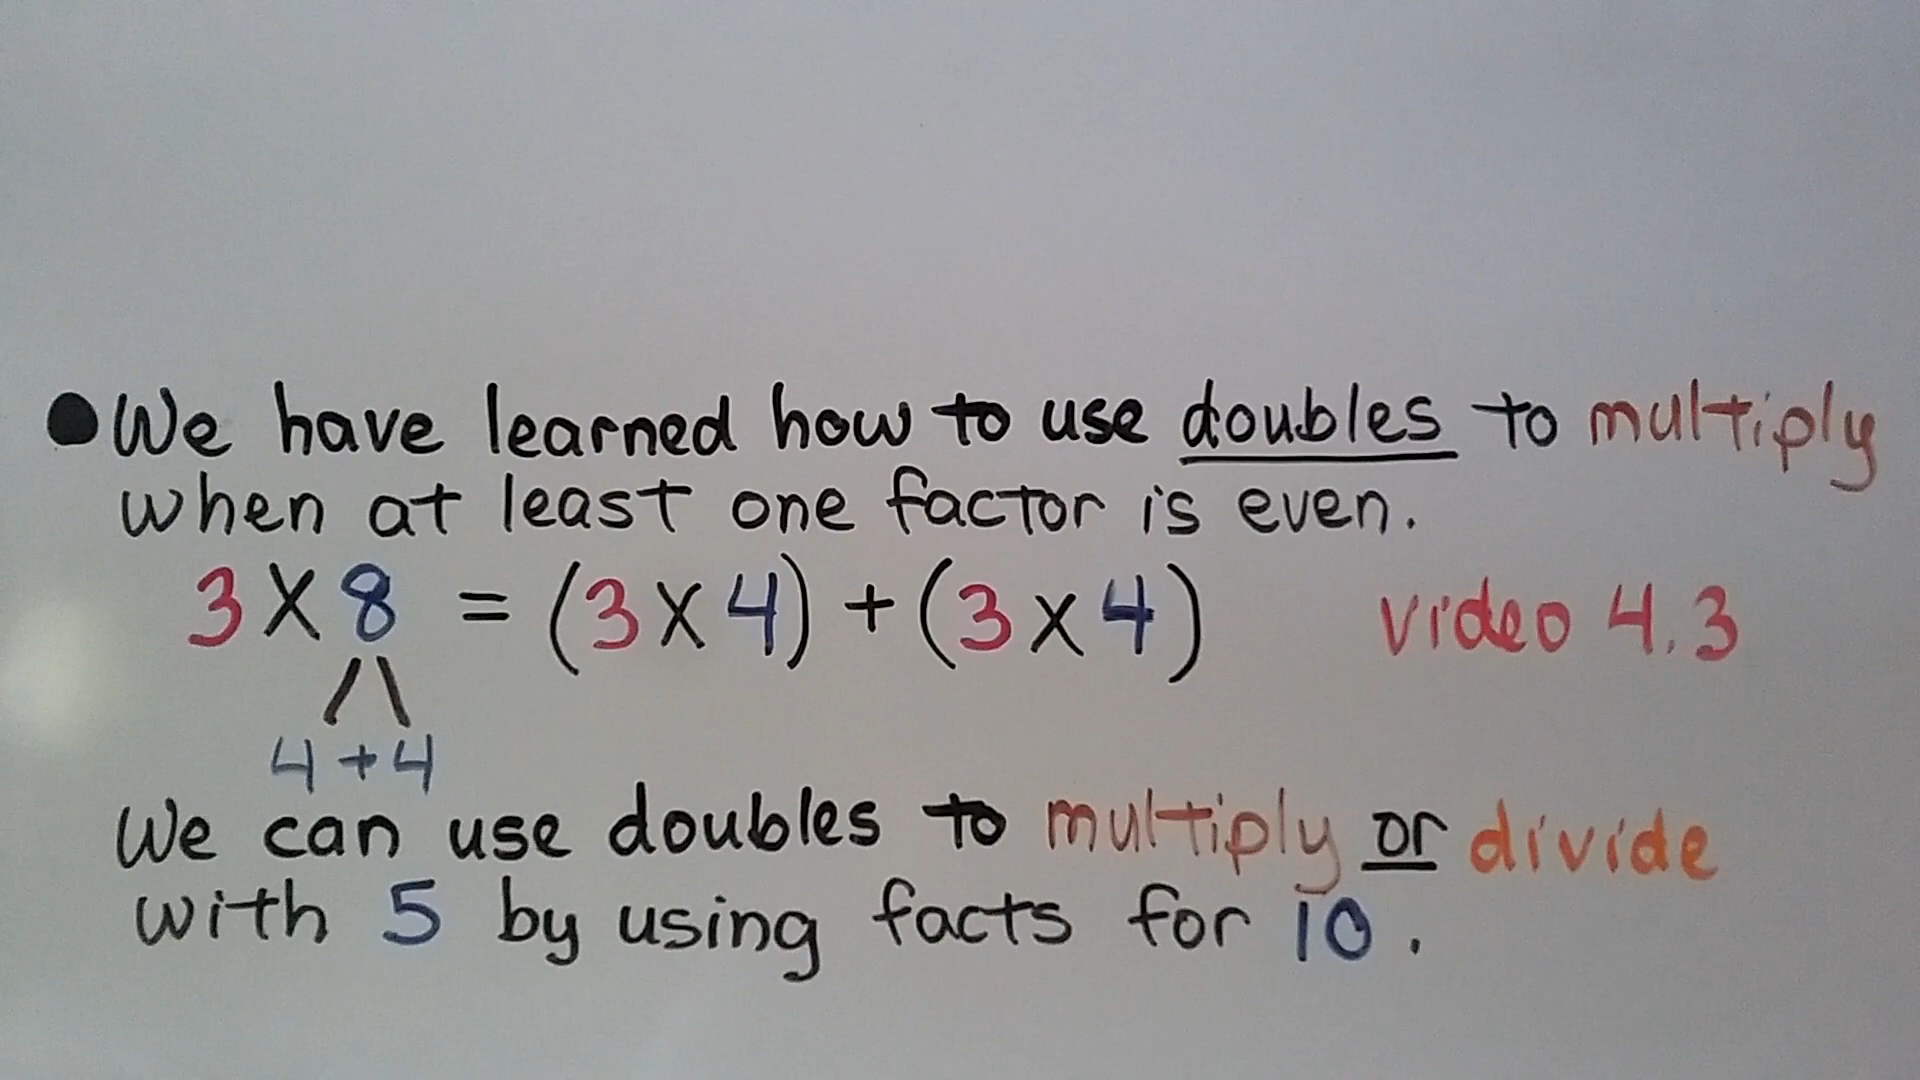 ●We have learned how to use doubles to multiply
when at least one factor is even.
3 X 8 = (3 x 4) + (3 x 4) video 4.3
4 + 4
We can use doubles to multiply or divide
with 5 by using facts for 10.